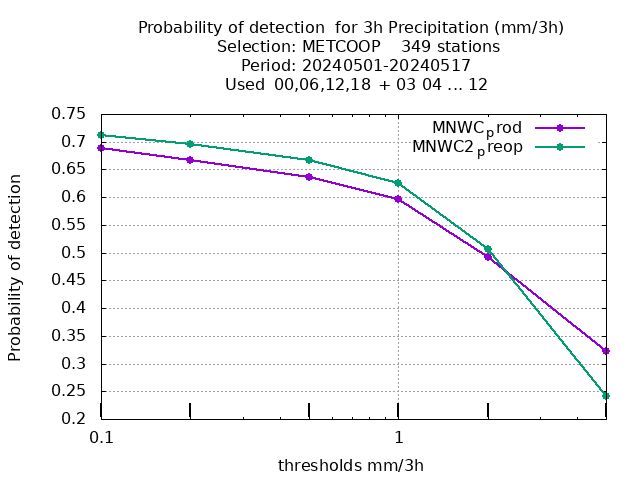 Probability of detection  for 3h Precipitation (mm/3h)
Selection: METCOOP    349 stations
Period: 20240501-20240517
Used  00,06,12,18  + 03 04 ... 12
MNWCprod
MNWC2preop
0.75
0.7
0.65
0.6
0.55
0.5
0.45
0.4
0.35
0.3
0.25
0.2
Probability of detection
0.1
1
thresholds mm/3h